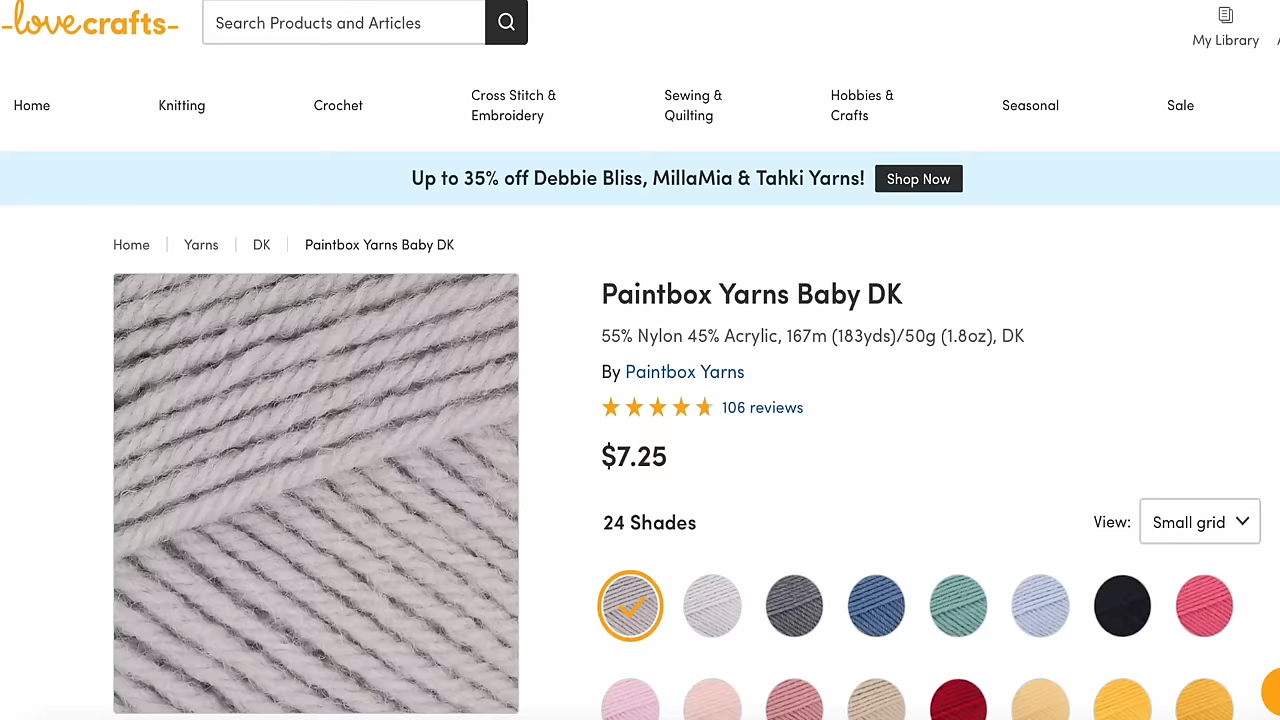 lovecrafts
Search Products and Articles
My Library
Home
Knitting
Crochet
Cross Stitch &
Embroidery
Sewing &
Quilting
Hobbies &
Crafts
Seasonal
Sale
Up to 35% off Debbie Bliss, MillaMia & Tahki Yarns!
Shop Now
Home
Yarns
DK
Paintbox Yarns Baby DK
Paintbox Yarns Baby DK
55% Nylon 45% Acrylic, 167m (183yds)/50g (1.8oz), DK
By Paintbox Yarns
106 reviews
$7.25
24 Shades
View:
Small grid